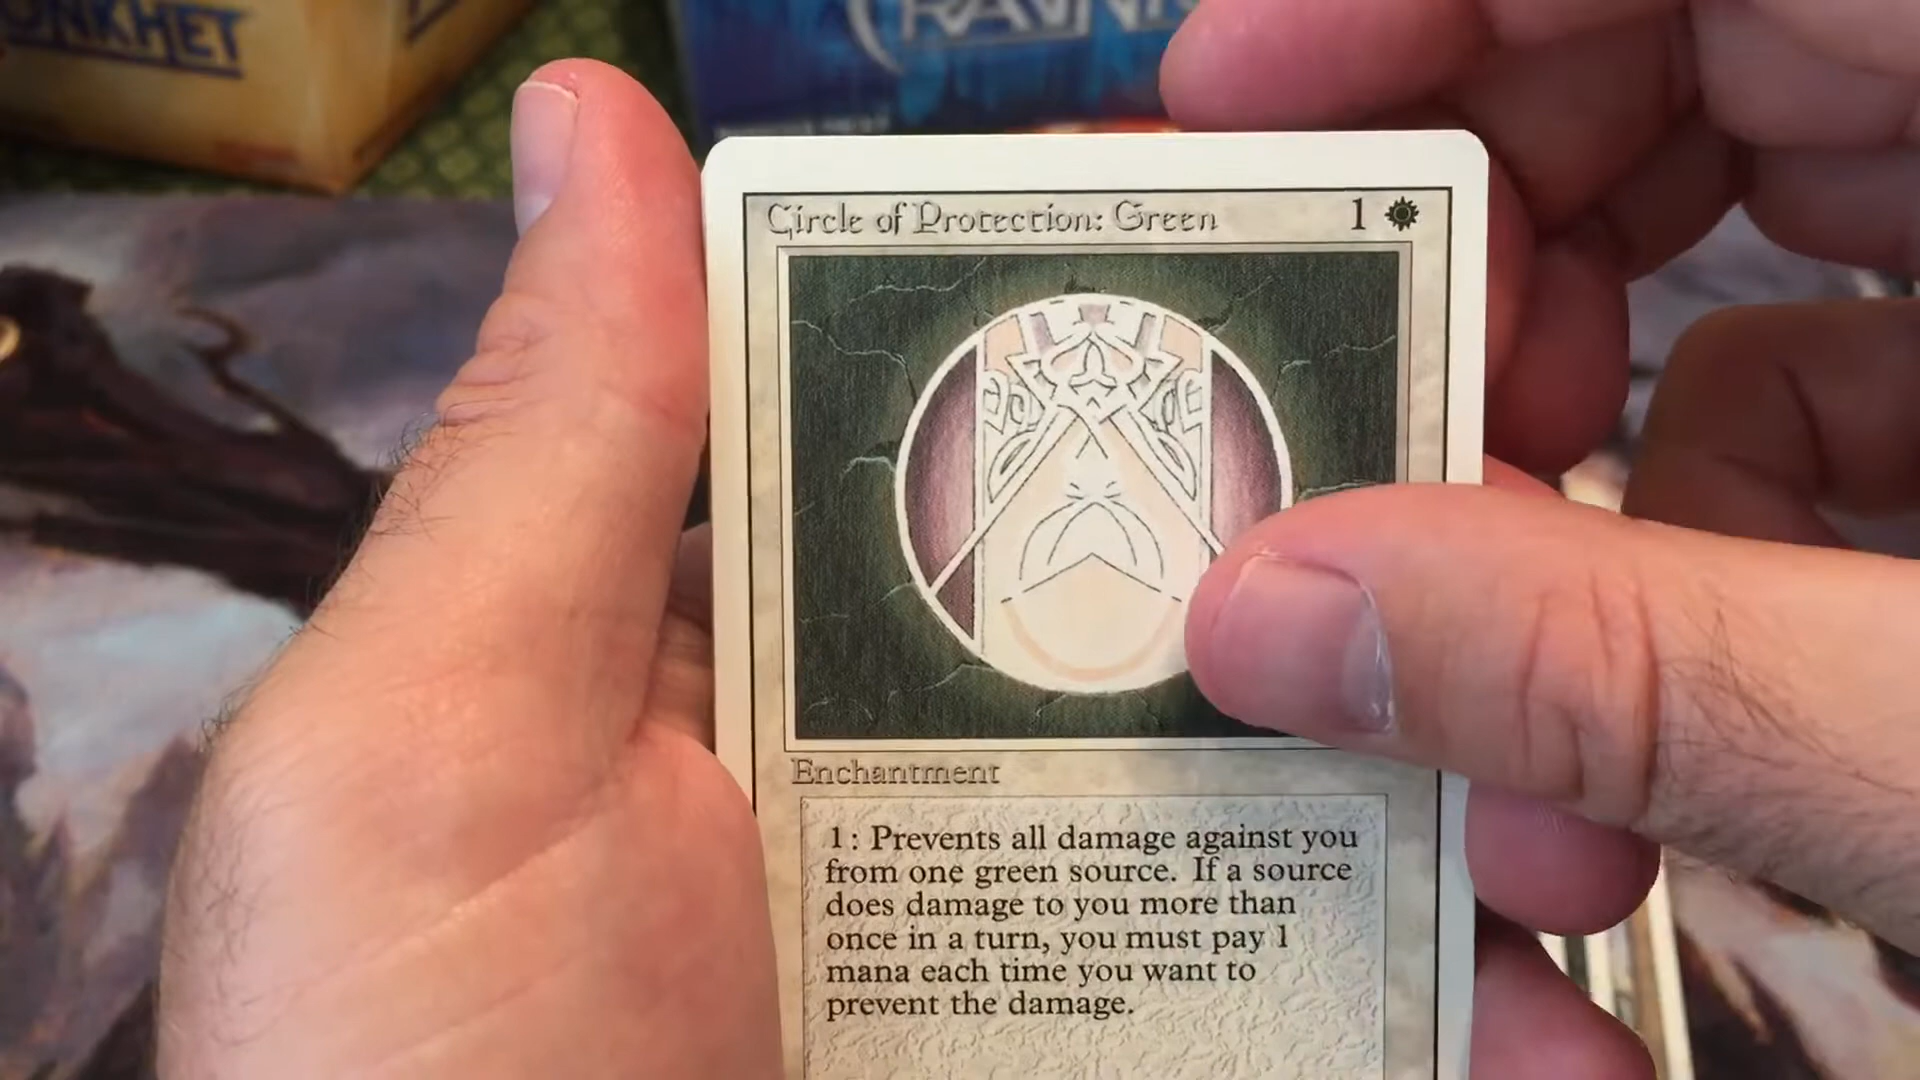 ONKHET
RAVNI
Circle of Protection: Green 1
Enchantment
1: Prevents all damage against you
from one green source. If a source
does damage to you more than
once in a turn, you must pay 1
mana each time you want to
prevent the damage.